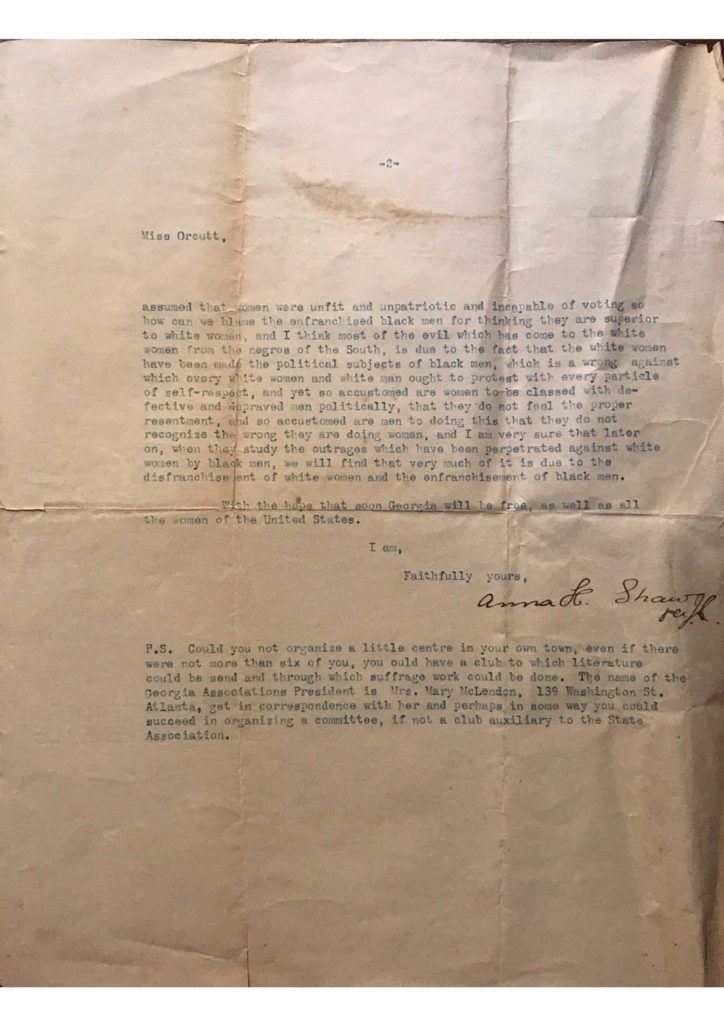 -2-
Miss Orcutt,
assumed that women were unfit and unpatriotic and incapable of voting so
how can we blame the enfranchised black men for thinking they are superior
to white women, and I think most of the evil which has come to the white
women from the negros of the South, is due to the fact that the white women
have been made the political subjects of black men, which is a wrong against
which every white women and white man ought to protest with every particle
of self-respect, and yet so accustomed are women to be classed with de-
fective and depraved men politically, that they do not feel the proper
resentment, and so accustomed are men to doing this that they do not
recognize the wrong they are doing women, and I am very sure that later
on, when they study the outrages which have been perpetrated against white
women by black men, we will find that very much of it is due to the
disfranchisement of white women and the enfranchisement of black men.
With the hope that soon Georgia will be free, as well as all
the women of the United States.
I am,
Faithfully yours,
Anna H. Shaw
P.S. Could you not organize a little centre in your own town, even if there
were not more than six of you, you ould have a club to which literature
could be send and through which suffrage work could be done. The name of the
Georgia Associations President is Mrs. Mary McLendon, 139 Washington St.
Atlanta, get in correspondence with her and perhaps in some way you could
succeed in organizing a committee, if not a club auxiliary to the State
Association.